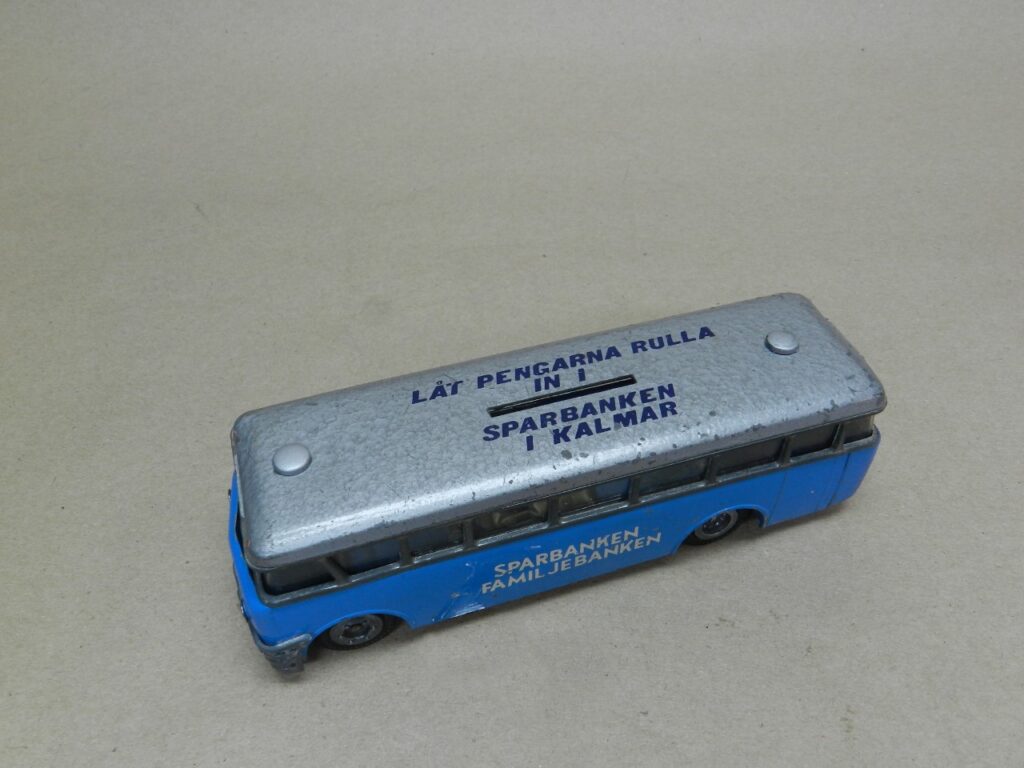 LÅT PENGARNA RULLA
IN I
SPARBANKEN
I KALMAR
SPARBANKEN
FAMILJEBANKEN